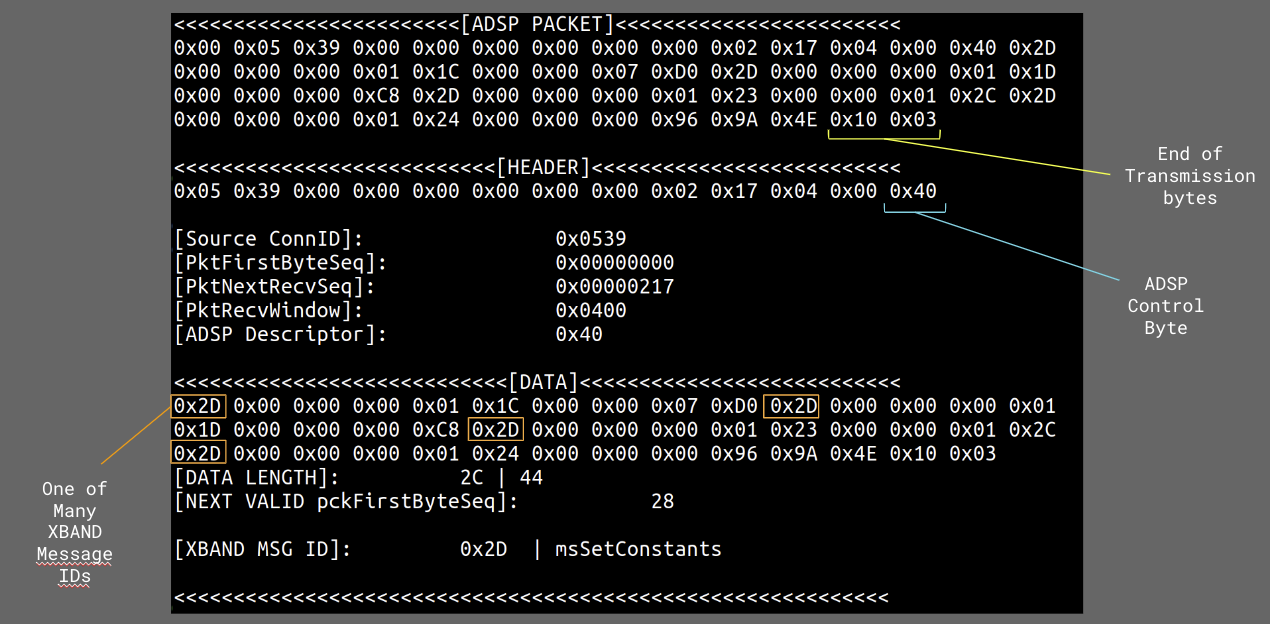 <<<<<<<<<<<<<<<<<<<<<<<<[ADSP PACKET]<<<<<<<<<<<<<<<<<<<<<<<<
0x00 0x05 0x39 0x00 0x00 0x00 0x00 0x00 0x00 0x02 0x17 0x04 0x00 0x40 0x2D
0x00 0x00 0x00 0x01 0x1C 0x00 0x00 0x07 0xD0 0x2D 0x00 0x00 0x00 0x01 0x1D
0x00 0x00 0x00 0xC8 0x2D 0x00 0x00 0x00 0x01 0x23 0x00 0x00 0x01 0x2C 0x2D
0x00 0x00 0x00 0x01 0x24 0x00 0x00 0x00 0x96 0x9A 0x4E 0x10 0x03
End of
Transmission
bytes
<<<<<<<<<<<<<<<<<<<<<<<<<<<[HEADER]<<<<<<<<<<<<<<<<<<<<<<<<<<
0x05 0x39 0x00 0x00 0x00 0x00 0x00 0x00 0x02 0x17 0x04 0x00 0x40
ADSP
Control
Byte
[Source ConnID]: 0x0539
[PktFirstByteSeq]: 0x00000000
[PktNextRecvSeq]: 0x00000217
[PktRecvWindow]: 0x0400
[ADSP Descriptor]: 0x40
<<<<<<<<<<<<<<<<<<<<<<<<<<<<[DATA]<<<<<<<<<<<<<<<<<<<<<<<<<<<
0x2D 0x00 0x00 0x00 0x01 0x1C 0x00 0x00 0x07 0xD0 0x2D 0x00 0x00 0x00 0x01
0x1D 0x00 0x00 0x00 0xC8 0x2D 0x00 0x00 0x00 0x01 0x23 0x00 0x00 0x01 0x2C
0x2D 0x00 0x00 0x00 0x01 0x24 0x00 0x00 0x00 0x96 0x9A 0x4E 0x10 0x03
[DATA LENGTH]: 2C | 44
[NEXT VALID pckFirstByteSeq]: 28
[XBAND MSG ID]: 0x2D | msSetConstants
<<<<<<<<<<<<<<<<<<<<<<<<<<<<<<<<<<<<<<<<<<<<<<<<<<<<<<<<<<<<
One of
Many
XBAND
Message
IDs